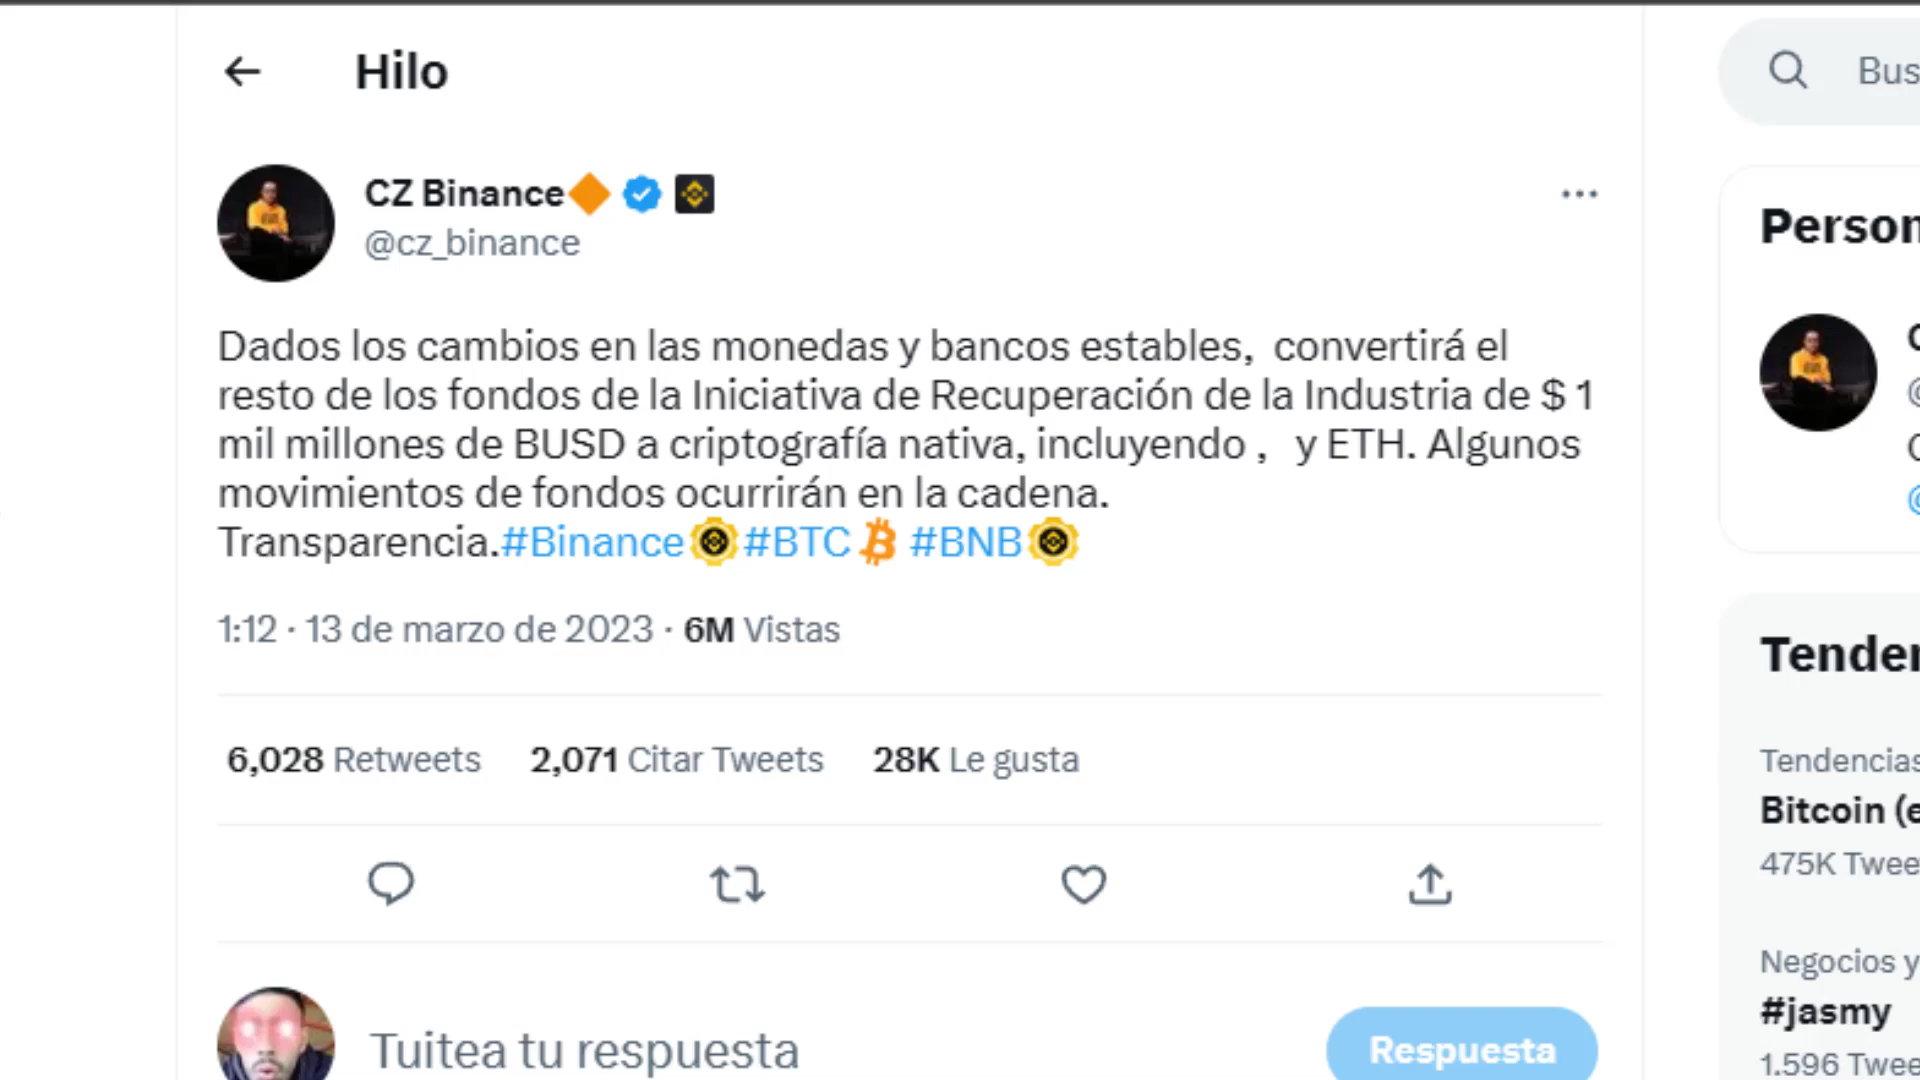 Hilo
Bus
CZ Binance
@cz_binance
Dados los cambios en las monedas y bancos estables,  convertirá el
resto de los fondos de la Iniciativa de Recuperación de la Industria de $ 1
mil millones de BUSD a criptografía nativa, incluyendo ,   y ETH. Algunos
movimientos de fondos ocurrirán en la cadena.
Transparencia.#Binance #BTC #BNB
1:12 · 13 de marzo de 2023 · 6M Vistas
6,028 Retweets 2,071 Citar Tweets 28K Le gusta
Tuitea tu respuesta
Respuesta
Person
@
Tenden
Tendencias
Bitcoin (e
475K Twee
Negocios y
#jasmy
1.596 Twee